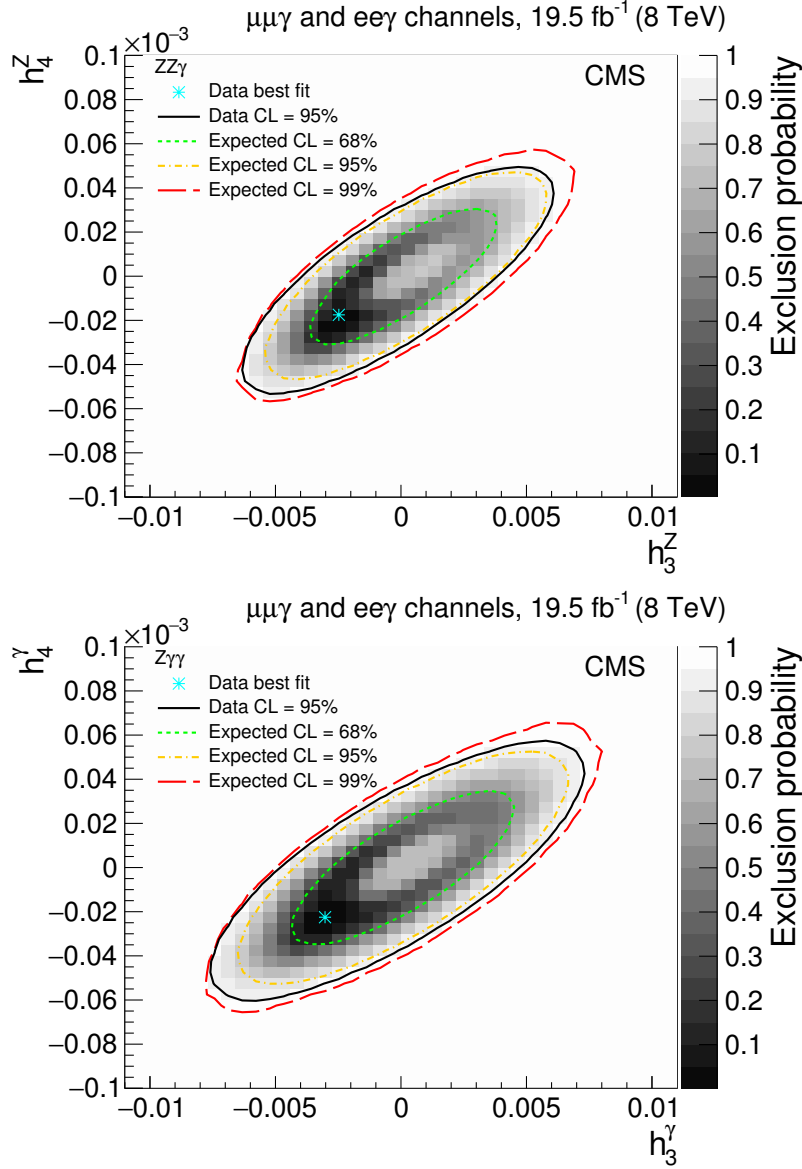 μμγ and eeγ channels, 19.5 fb⁻¹ (8 TeV)
×10⁻³
h₄ᶻ
ZZγ
CMS
Data best fit
Data CL = 95%
Expected CL = 68%
Expected CL = 95%
Expected CL = 99%
0.1
0.08
0.06
0.04
0.02
0
−0.02
−0.04
−0.06
−0.08
−0.1
−0.01
−0.005
0
0.005
0.01
h₃ᶻ
1
0.9
0.8
0.7
0.6
0.5
0.4
0.3
0.2
0.1
Exclusion probability
μμγ and eeγ channels, 19.5 fb⁻¹ (8 TeV)
×10⁻³
h₄ᵞ
Zγγ
CMS
Data best fit
Data CL = 95%
Expected CL = 68%
Expected CL = 95%
Expected CL = 99%
0.1
0.08
0.06
0.04
0.02
0
−0.02
−0.04
−0.06
−0.08
−0.1
−0.01
−0.005
0
0.005
0.01
h₃ᵞ
1
0.9
0.8
0.7
0.6
0.5
0.4
0.3
0.2
0.1
Exclusion probability